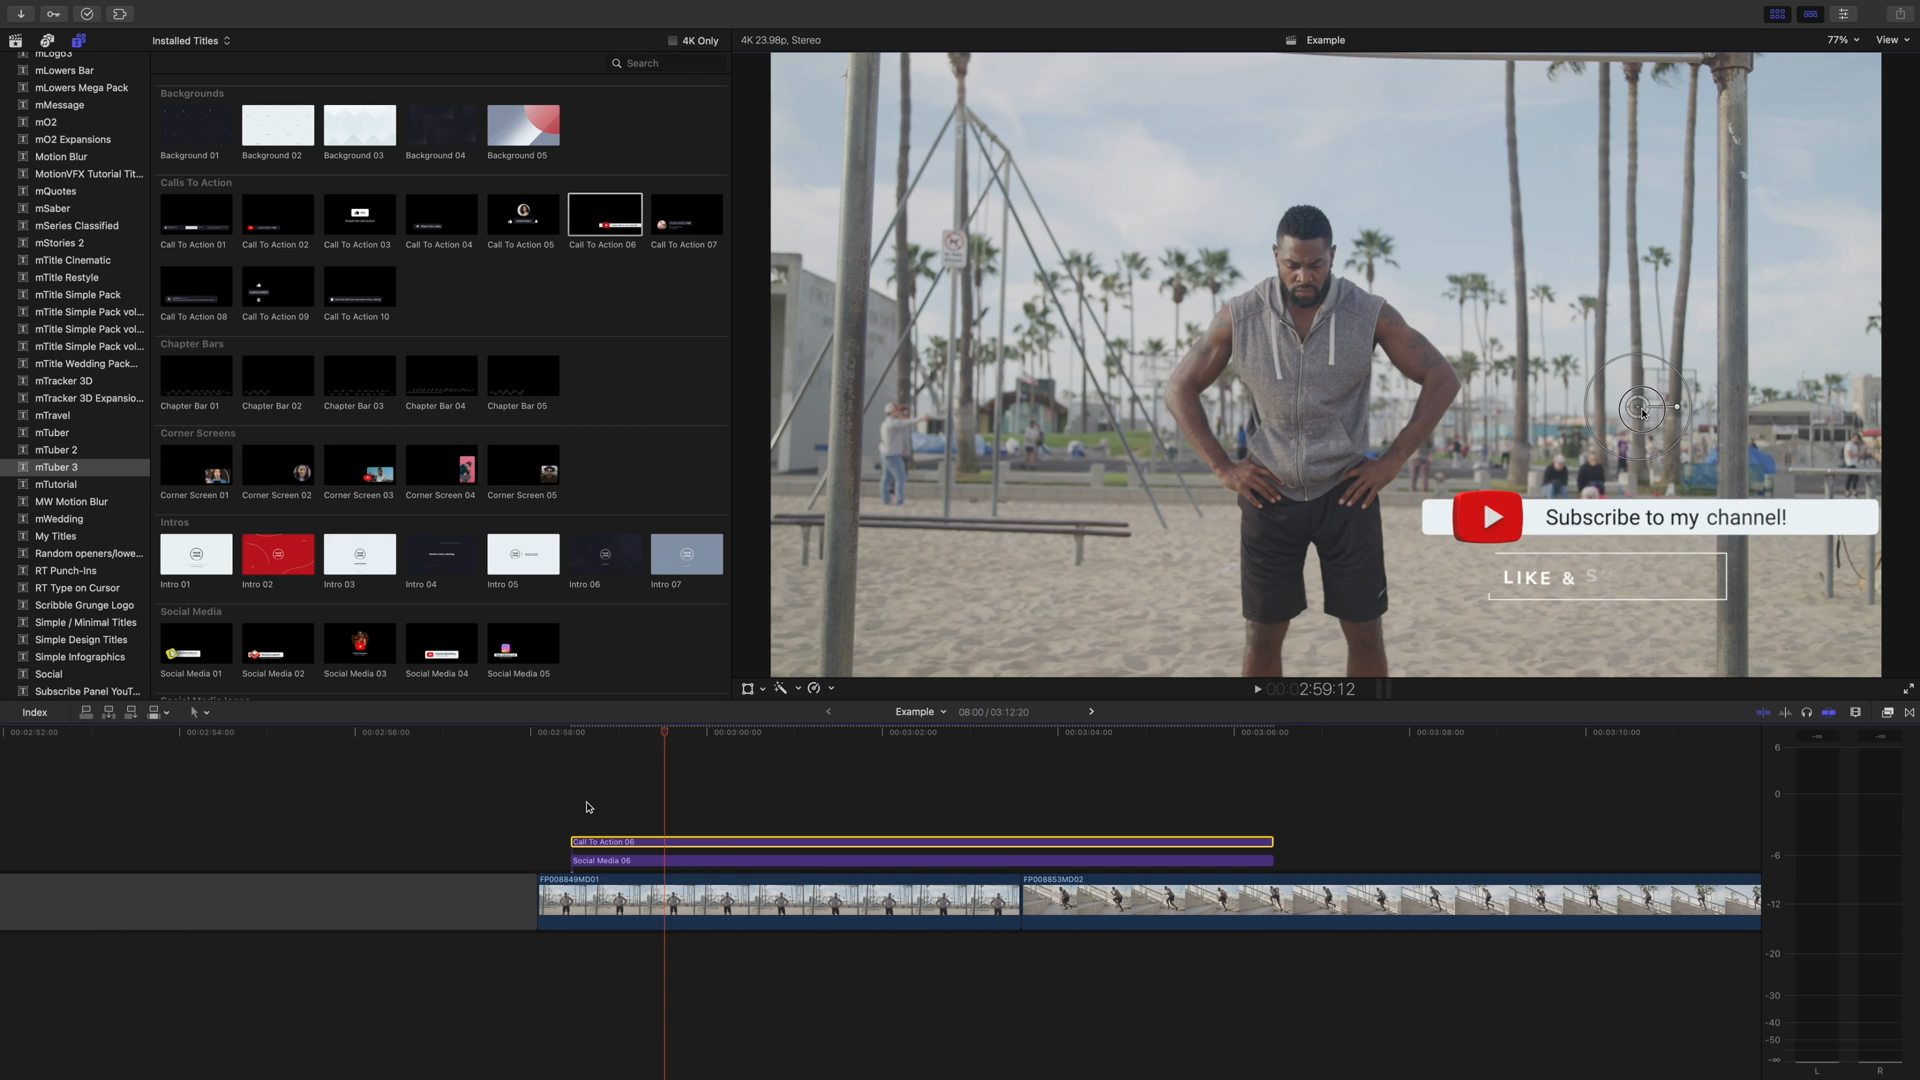 Installed Titles
4K Only
4K 23.98p, Stereo
Example
77%
View
Search
mLogo3
mLowers Bar
mLowers Mega Pack
mMessage
mO2
mO2 Expansions
Motion Blur
MotionVFX Tutorial Tit...
mQuotes
mSaber
mSeries Classified
mStories 2
mTitle Cinematic
mTitle Restyle
mTitle Simple Pack
mTitle Simple Pack vol...
mTitle Simple Pack vol...
mTitle Simple Pack vol...
mTitle Wedding Pack...
mTracker 3D
mTracker 3D Expansio...
mTravel
mTuber
mTuber 2
mTuber 3
mTutorial
MW Motion Blur
mWedding
My Titles
Random openers/lowe...
RT Punch-Ins
RT Type on Cursor
Scribble Grunge Logo
Simple / Minimal Titles
Simple Design Titles
Simple Infographics
Social
Subscribe Panel YouT...
Backgrounds
Background 01
Background 02
Background 03
Background 04
Background 05
Calls To Action
Call To Action 01
Call To Action 02
Call To Action 03
Call To Action 04
Call To Action 05
Call To Action 06
Call To Action 07
Call To Action 08
Call To Action 09
Call To Action 10
Chapter Bars
Chapter Bar 01
Chapter Bar 02
Chapter Bar 03
Chapter Bar 04
Chapter Bar 05
Corner Screens
Corner Screen 01
Corner Screen 02
Corner Screen 03
Corner Screen 04
Corner Screen 05
Intros
Intro 01
Intro 02
Intro 03
Intro 04
Intro 05
Intro 06
Intro 07
Social Media
Social Media 01
Social Media 02
Social Media 03
Social Media 04
Social Media 05
Subscribe to my channel!
LIKE & S
00:02:59:12
Index
Example
08:00 / 03:12:20
00:02:52:00
00:02:54:00
00:02:56:00
00:02:58:00
00:03:00:00
00:03:02:00
00:03:04:00
00:03:06:00
00:03:08:00
00:03:10:00
Call To Action 06
Social Media 06
FP008849MD01
FP008853MD02
-∞
-∞
6
0
-6
-12
-20
-30
-40
-50
-∞
L
R